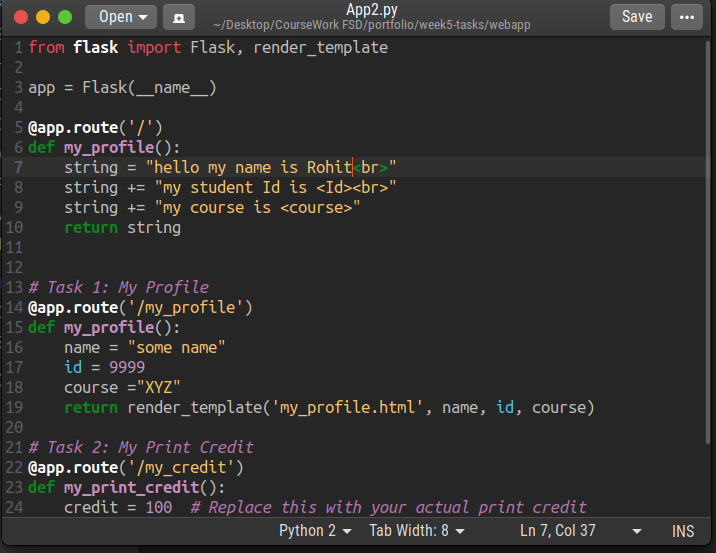 Open
App2.py
~/Desktop/CourseWork FSD/portfolio/week5-tasks/webapp
Save
1 from flask import Flask, render_template
2
3 app = Flask(__name__)
4
5 @app.route('/')
6 def my_profile():
7     string = "hello my name is Rohit<br>"
8     string += "my student Id is <Id><br>"
9     string += "my course is <course>"
10     return string
11
12
13 # Task 1: My Profile
14 @app.route('/my_profile')
15 def my_profile():
16     name = "some name"
17     id = 9999
18     course ="XYZ"
19     return render_template('my_profile.html', name, id, course)
20
21 # Task 2: My Print Credit
22 @app.route('/my_credit')
23 def my_print_credit():
24     credit = 100  # Replace this with your actual print credit
Python 2 Tab Width: 8 Ln 7, Col 37 INS